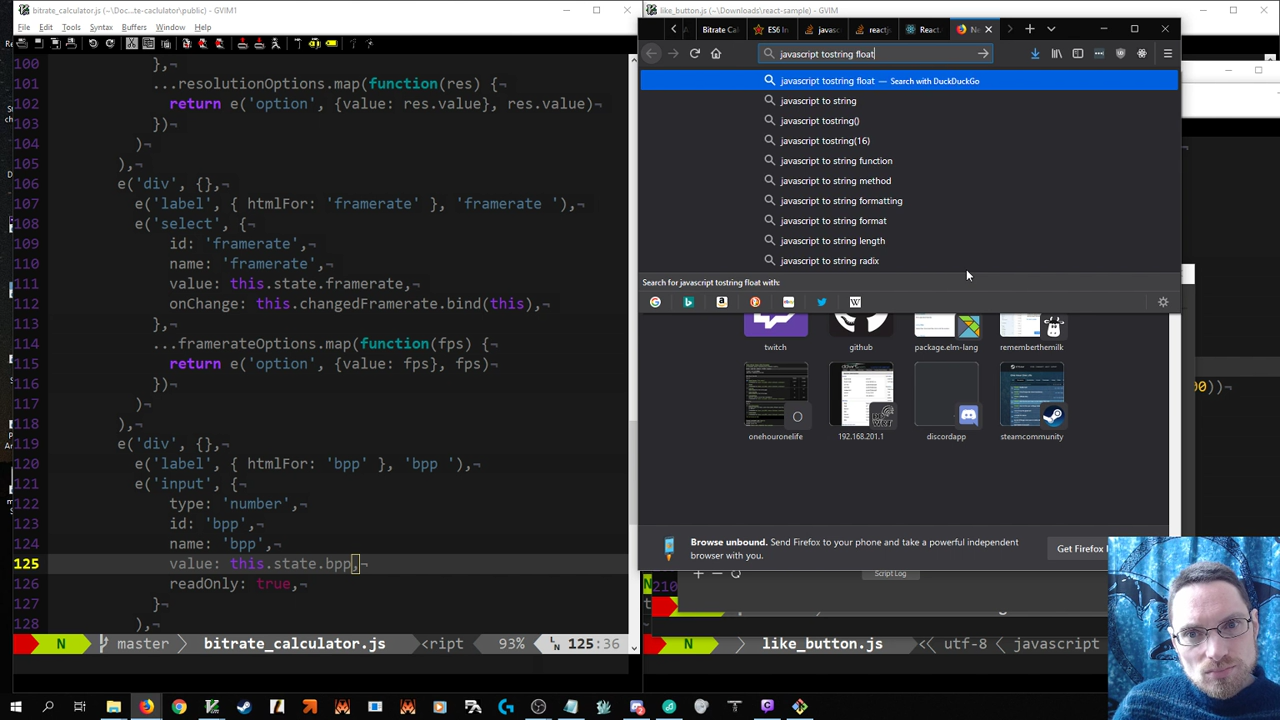 bitrate_calculator.js (~\Doc...te-caclulator\public) - GVIM1
File Edit Tools Syntax Buffers Window Help
100 },¬
101 ...resolutionOptions.map(function(res) {¬
102 return e('option', {value: res.value}, res.value)¬
103 })¬
104 )¬
105 ),¬
106 e('div', {},¬
107 e('label', { htmlFor: 'framerate' }, 'framerate '),¬
108 e('select', {¬
109 id: 'framerate',¬
110 name: 'framerate',¬
111 value: this.state.framerate,¬
112 onChange: this.changedFramerate.bind(this),¬
113 },¬
114 ...framerateOptions.map(function(fps) {¬
115 return e('option', {value: fps}, fps)¬
116 })¬
117 )¬
118 ),¬
119 e('div', {},¬
120 e('label', { htmlFor: 'bpp' }, 'bpp '),¬
121 e('input', {¬
122 type: 'number',¬
123 id: 'bpp',¬
124 name: 'bpp',¬
125 value: this.state.bpp,¬
126 readOnly: true,¬
127 }¬
128 ),¬
N master bitrate_calculator.js <ript 93% 125:36
like_button.js (~\Downloads\react-sample) - GVIM
Bitrate Cal ES6 In javasc reactj React. Ne
javascript tostring float
javascript tostring float — Search with DuckDuckGo
javascript to string
javascript tostring()
javascript tostring(16)
javascript to string function
javascript to string method
javascript to string formatting
javascript to string format
javascript to string length
javascript to string radix
Search for javascript tostring float with:
twitch github package.elm-lang rememberthemilk
onehouronelife 192.168.201.1 discordapp steamcommunity
Browse unbound. Send Firefox to your phone and take a powerful independent
browser with you.
Get Firefox
00))¬
Script Log
210
N like_button.js < utf-8 < javascript